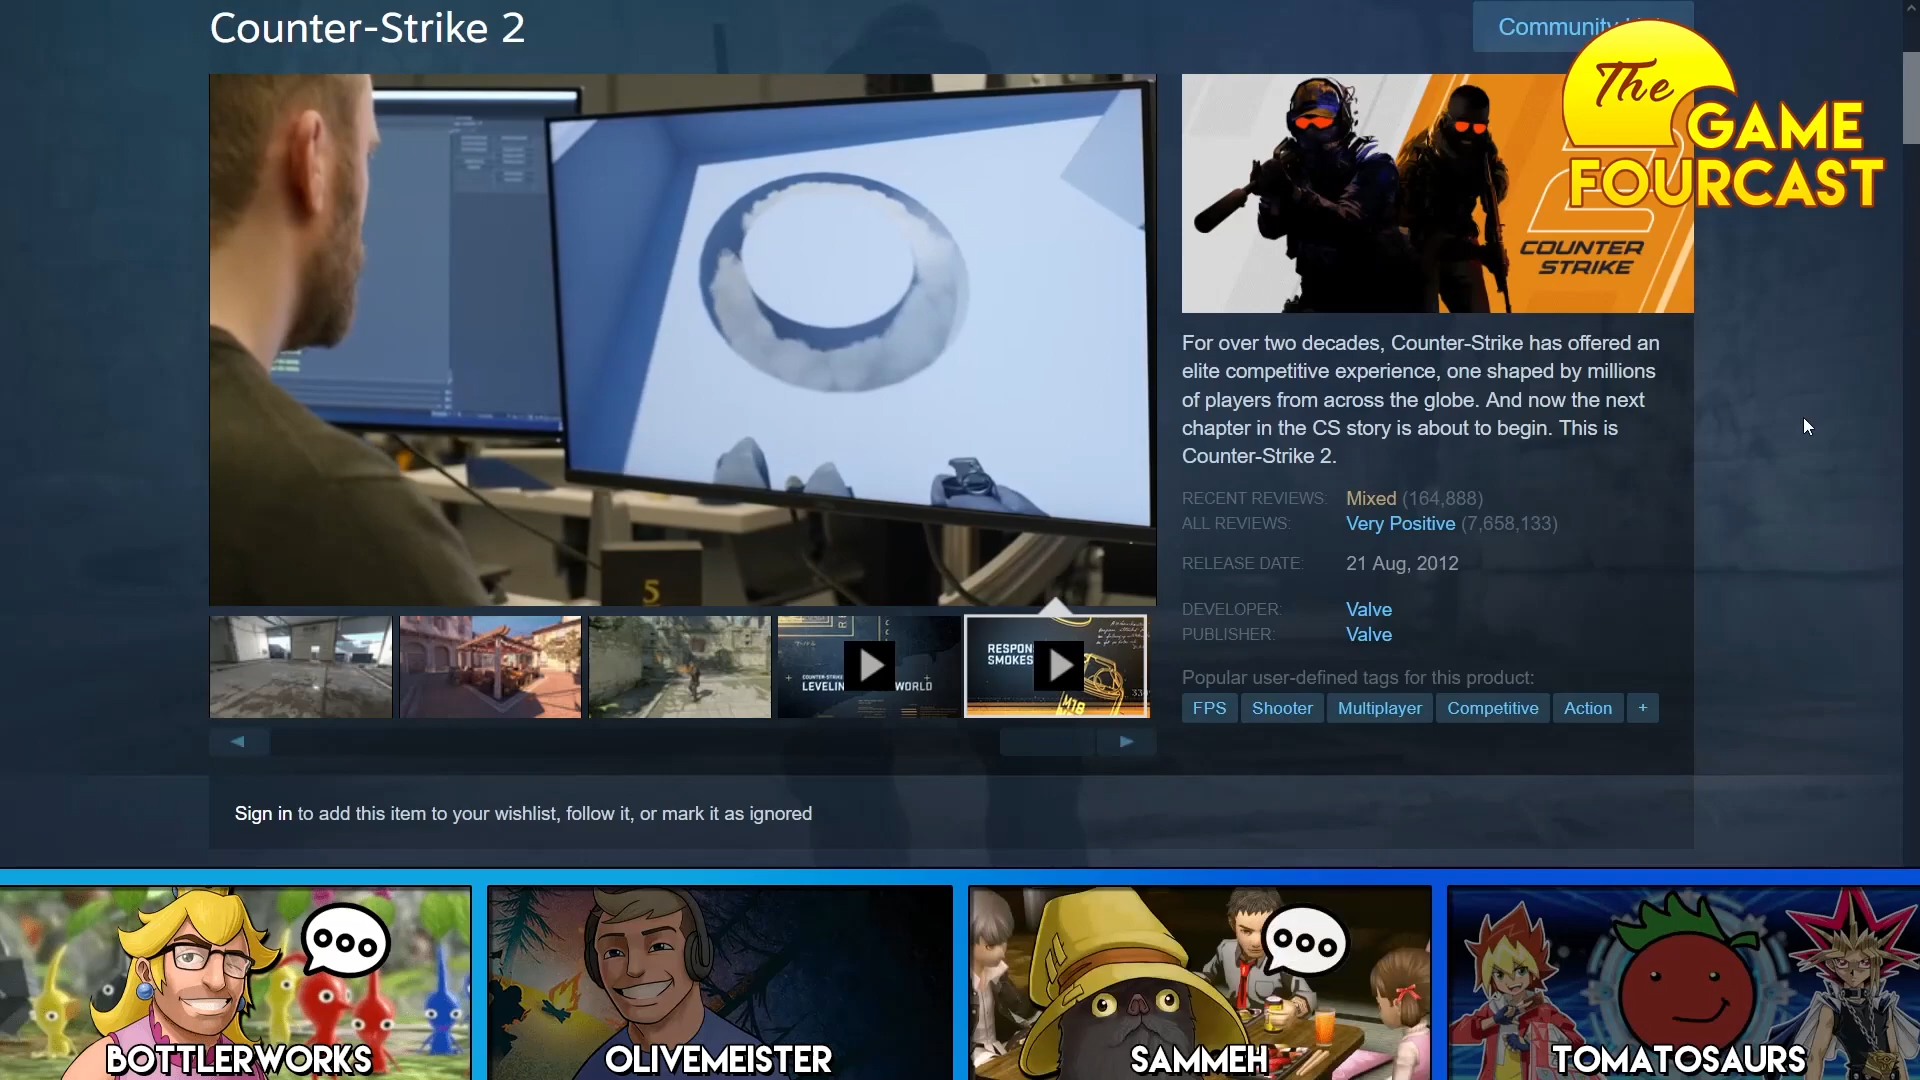 Counter-Strike 2
Community
The
GAME
FOURCAST
COUNTER
STRIKE
For over two decades, Counter-Strike has offered an
elite competitive experience, one shaped by millions
of players from across the globe. And now the next
chapter in the CS story is about to begin. This is
Counter-Strike 2.
RECENT REVIEWS: Mixed (164,888)
ALL REVIEWS: Very Positive (7,658,133)
RELEASE DATE: 21 Aug, 2012
DEVELOPER: Valve
PUBLISHER: Valve
Popular user-defined tags for this product:
FPS Shooter Multiplayer Competitive Action +
5
COUNTER-STRIKE
LEVELIN WORLD
RESPON
SMOKES
M18
Sign in to add this item to your wishlist, follow it, or mark it as ignored
BOTTLERWORKS
OLIVEMEISTER
SAMMEH
TOMATOSAURS